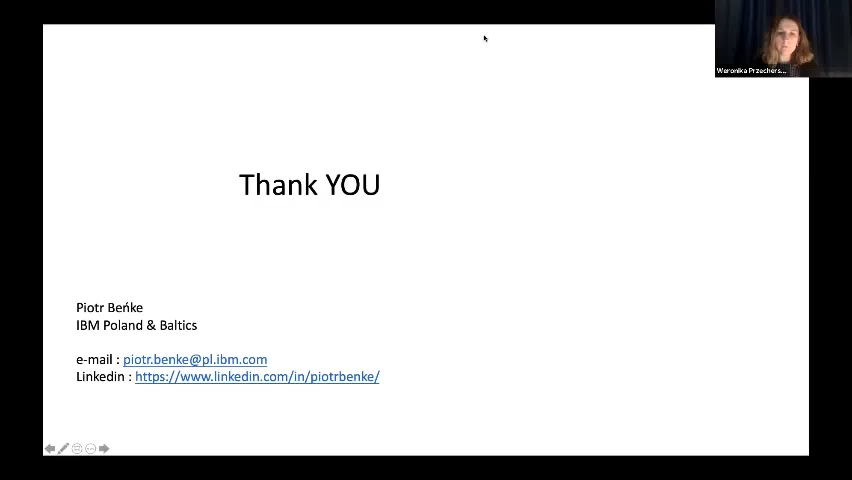 Weronika Przechers...
Thank YOU
Piotr Beńke
IBM Poland & Baltics
e-mail : piotr.benke@pl.ibm.com
Linkedin : https://www.linkedin.com/in/piotrbenke/